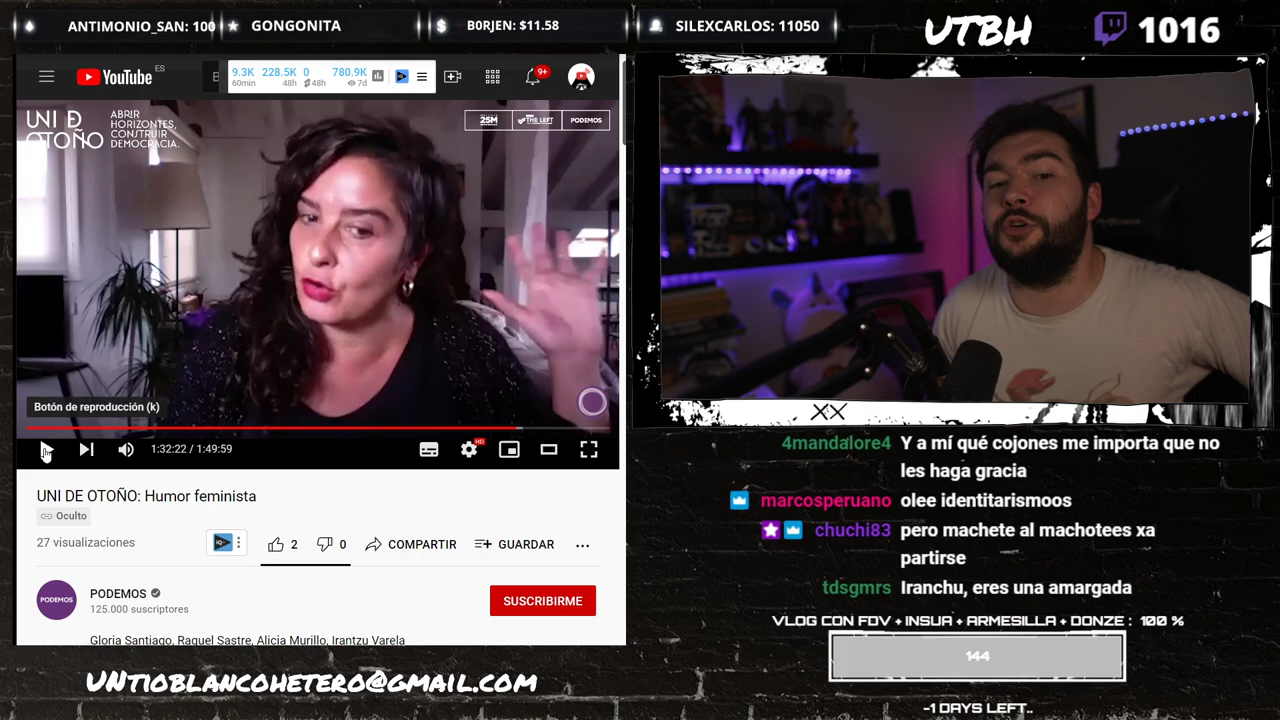 ANTIMONIO_SAN: 100
GONGONITA
B0RJEN: $11.58
SILEXCARLOS: 11050
UTBH
1016
YouTube
ES
9.3K 228.5K 0 780.9K
60min 48h 48h 7d
9+
UNI D
OTOÑO
ABRIR
HORIZONTES,
CONSTRUIR
DEMOCRACIA.
25M
THE LEFT
PODEMOS
Botón de reproducción (k)
HD
1:32:22 / 1:49:59
UNI DE OTOÑO: Humor feminista
Oculto
27 visualizaciones
2
0
COMPARTIR
GUARDAR
PODEMOS
PODEMOS
125.000 suscriptores
SUSCRIBIRME
Gloria Santiago, Raquel Sastre, Alicia Murillo, Irantzu Varela
UNtioblancohetero@gmail.com
4mandalore4 Y a mí qué cojones me importa que no
les haga gracia
marcosperuano olee identitarismoos
chuchi83 pero machete al machotees xa
partirse
tdsgmrs Iranchu, eres una amargada
VLOG CON FDV + INSUA + ARMESILLA + DONZE : 100 %
144
-1 DAYS LEFT..